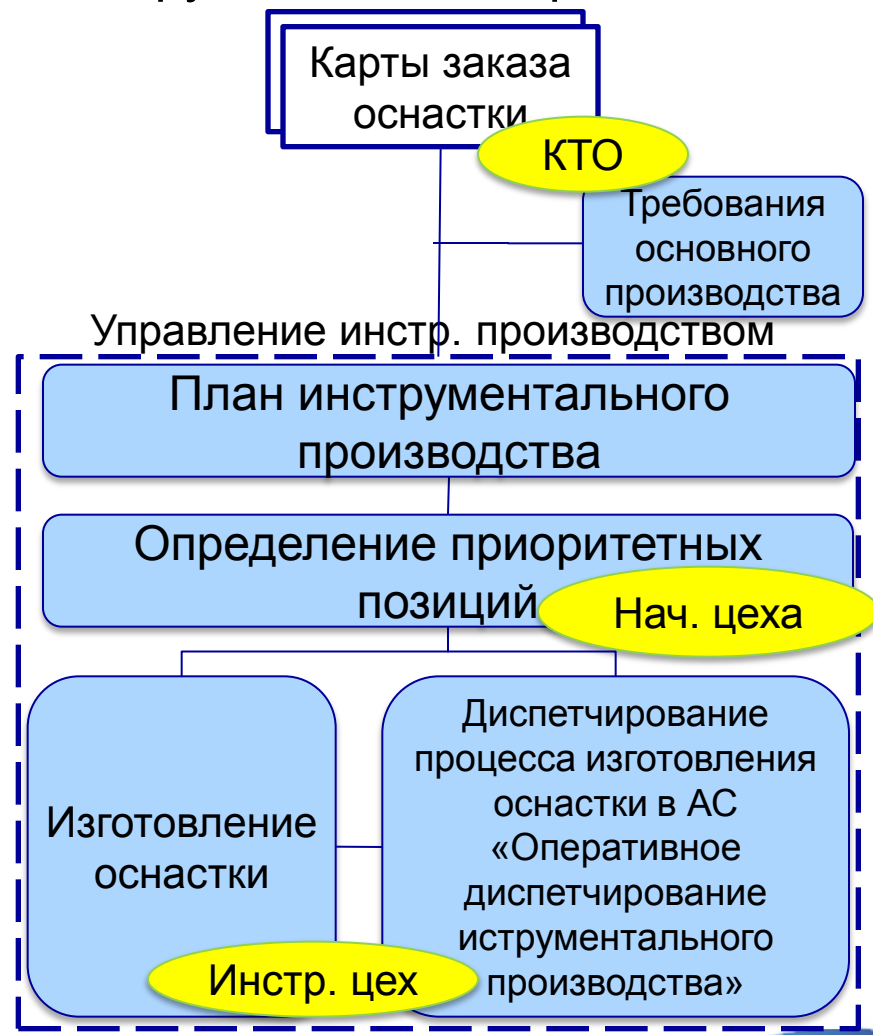 Карты заказа
оснастки
КТО
Требования
основного
производства
Управление инстр. производством
План инструментального
производства
Определение приоритетных
позиций
Нач. цеха
Изготовление
оснастки
Диспетчирование
процесса изготовления
оснастки в АС
«Оперативное
диспетчирование
иструментального
производства»
Инстр. цех